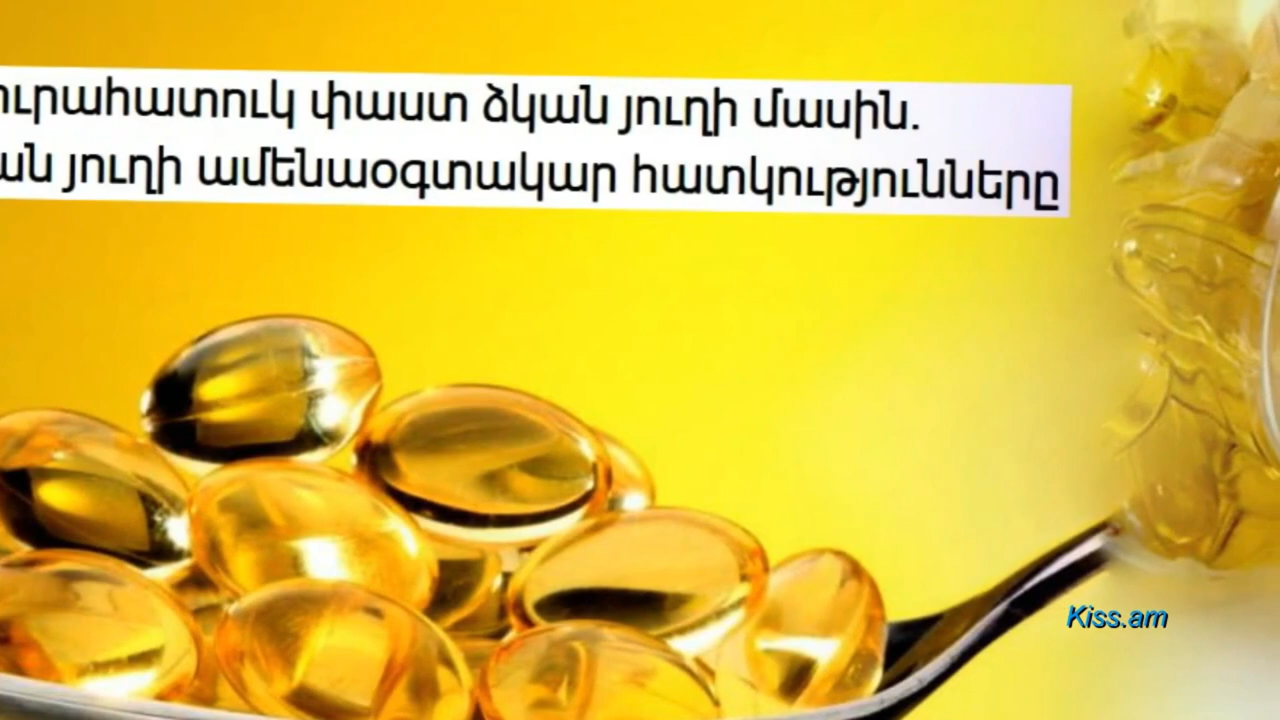 փաստ ձկան յուղի մասին.
յուղի ամենաօգտակար հատկությունները
Kiss.am